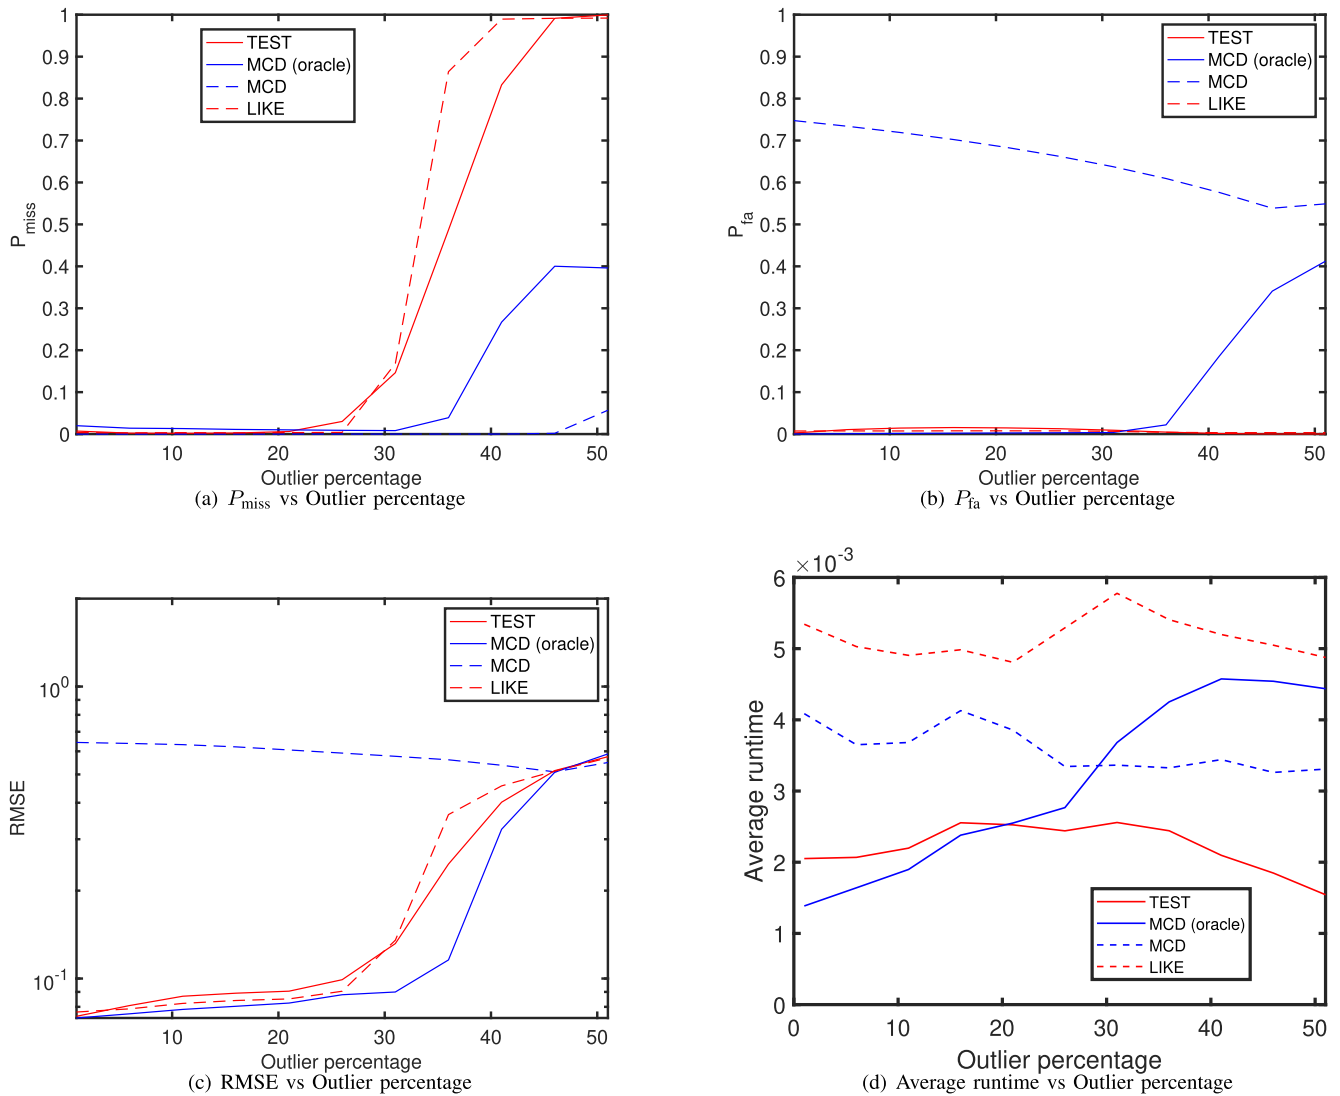 1
0.9
0.8
0.7
0.6
0.5
0.4
0.3
0.2
0.1
0
P_miss
TEST
MCD (oracle)
MCD
LIKE
10
20
30
40
50
Outlier percentage
(a) P_miss vs Outlier percentage
1
0.9
0.8
0.7
0.6
0.5
0.4
0.3
0.2
0.1
0
P_fa
TEST
MCD (oracle)
MCD
LIKE
10
20
30
40
50
Outlier percentage
(b) P_fa vs Outlier percentage
10^0
10^-1
RMSE
TEST
MCD (oracle)
MCD
LIKE
10
20
30
40
50
Outlier percentage
(c) RMSE vs Outlier percentage
×10^-3
6
5
4
3
2
1
0
Average runtime
TEST
MCD (oracle)
MCD
LIKE
0
10
20
30
40
50
Outlier percentage
(d) Average runtime vs Outlier percentage